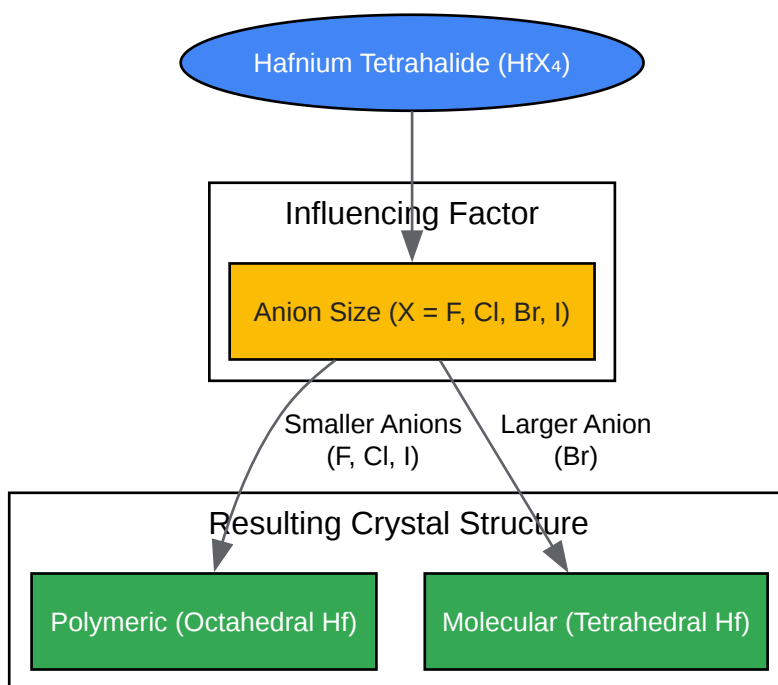 Hafnium Tetrahalide (HfX₄)
Influencing Factor
Anion Size (X = F, Cl, Br, I)
Smaller Anions
(F, Cl, I)
Larger Anion
(Br)
Resulting Crystal Structure
Polymeric (Octahedral Hf)
Molecular (Tetrahedral Hf)